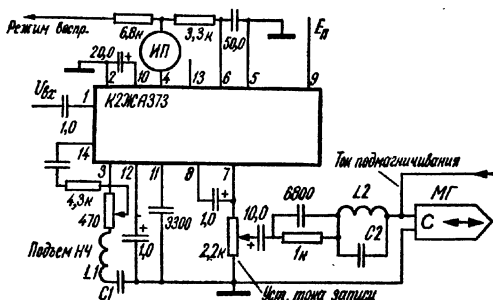 Режим воспр.
6,8к
3,3к
50,0
Eп
20,0
+
ИП
2
10
4
13
6
5
9
Uвх
1
К2ЖА373
1,0
14
3
12
11
8
7
Ток подмагничивания
4,3к
470
+
1,0
3300
1,0
+
10,0
+
6800
L2
МГ
С
1к
C2
2,2к
Подъем НЧ
L1
C1
Уст. тока записи